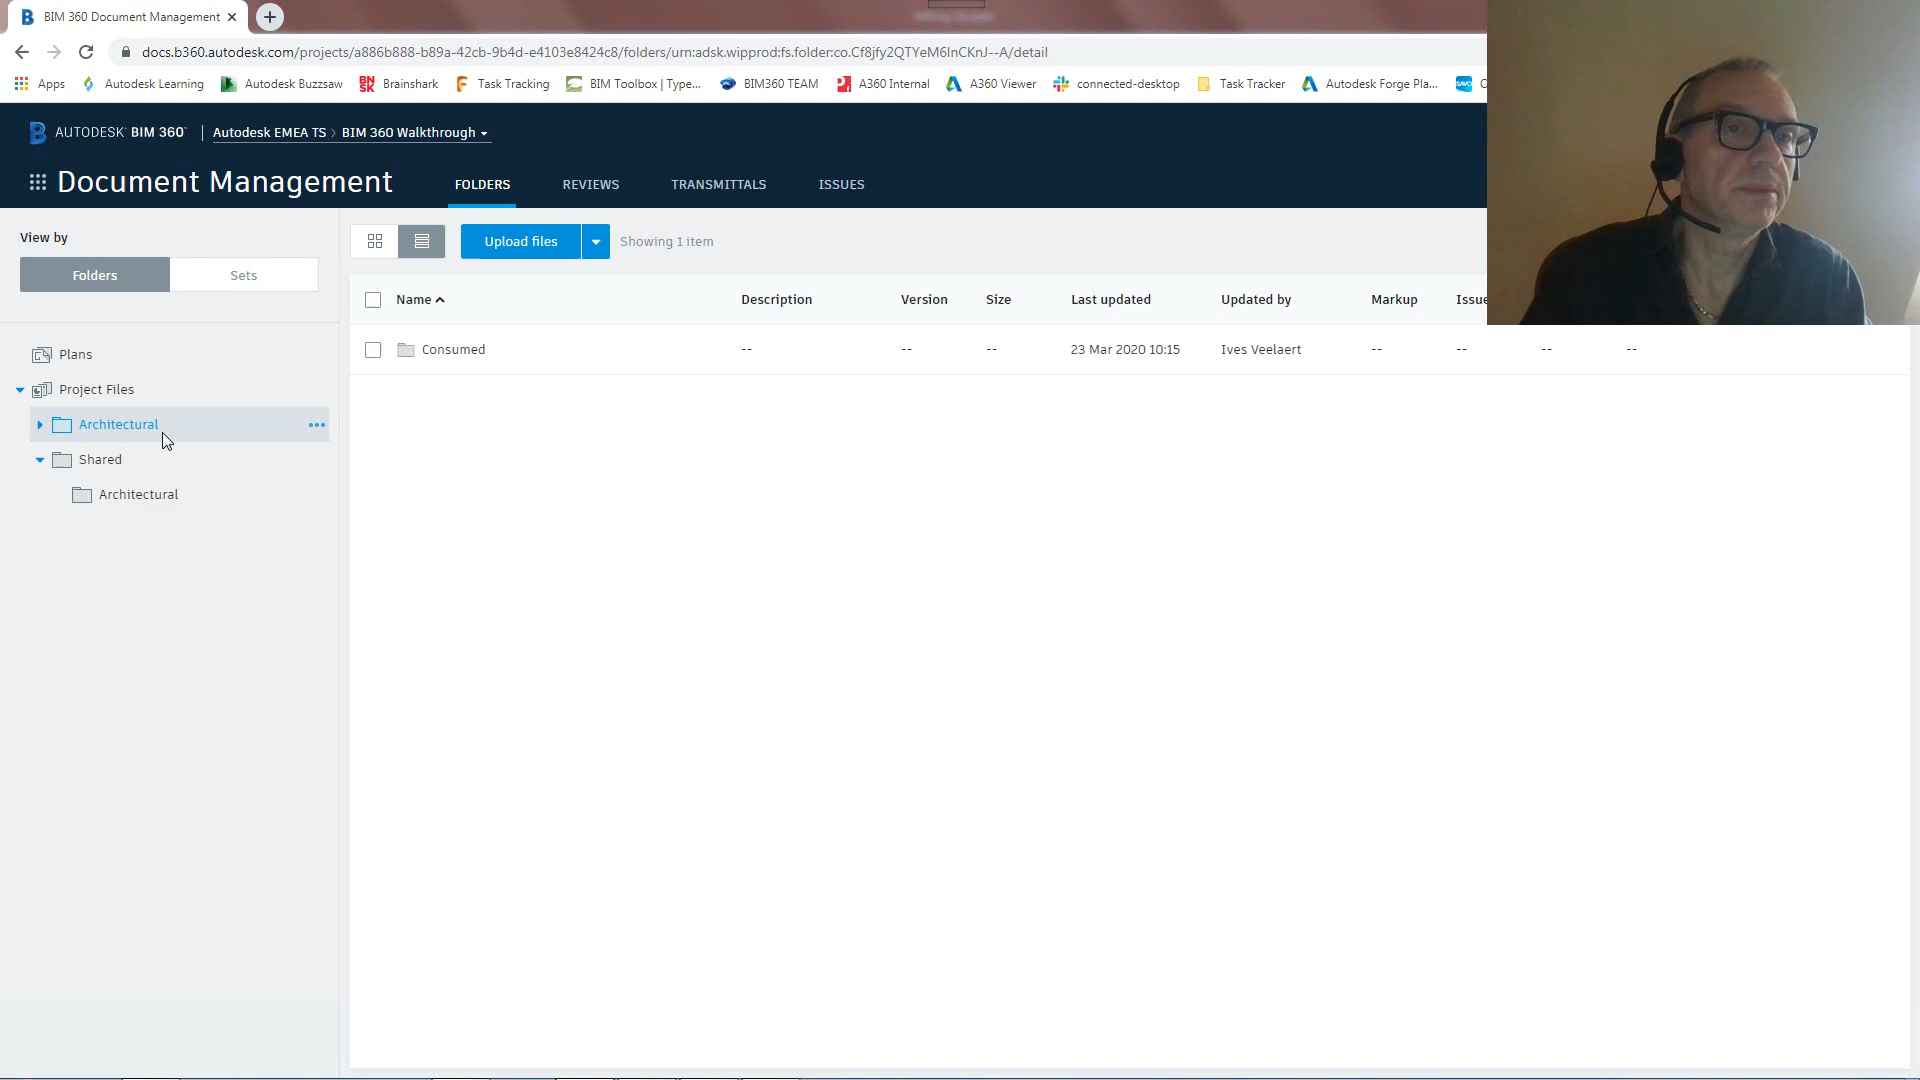 BIM 360 Document Management
docs.b360.autodesk.com/projects/a886b888-b89a-42cb-9b4d-e4103e8424c8/folders/urn:adsk.wipprod:fs.folder:co.Cf8jfy2QTYeM6lnCKnJ--A/detail
Apps Autodesk Learning Autodesk Buzzsaw Brainshark Task Tracking BIM Toolbox | Type... BIM360 TEAM A360 Internal A360 Viewer connected-desktop Task Tracker Autodesk Forge Pla...
AUTODESK BIM 360 Autodesk EMEA TS > BIM 360 Walkthrough
Document Management FOLDERS REVIEWS TRANSMITTALS ISSUES
View by
Folders Sets
Upload files Showing 1 item
Name Description Version Size Last updated Updated by Markup Issue
Consumed -- -- -- 23 Mar 2020 10:15 Ives Veelaert -- -- -- --
Plans
Project Files
Architectural
Shared
Architectural